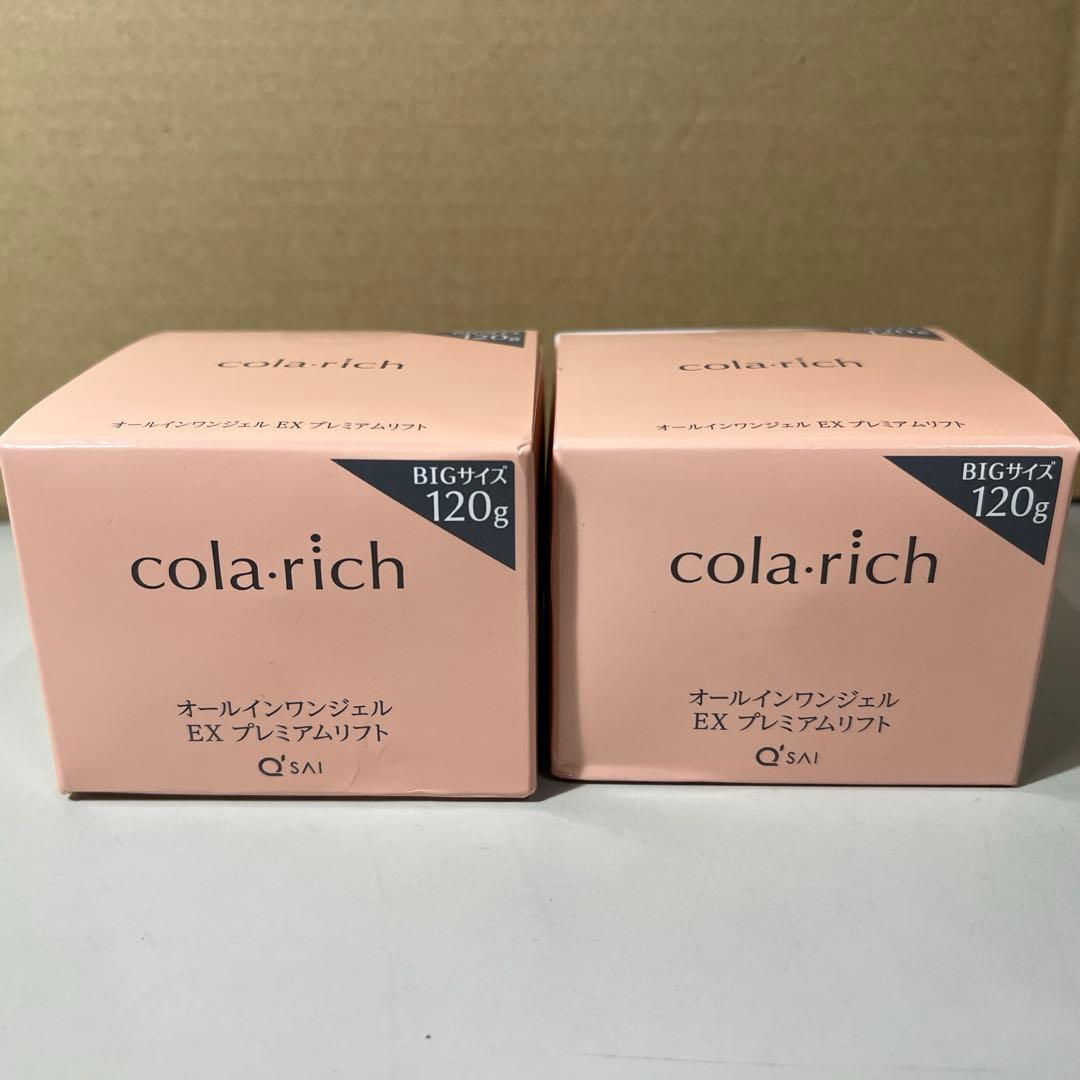 120g
cola・rich
オールインワンジェル EX プレミアムリフト
BIGサイズ
120g
cola・rich
オールインワンジェル
EX プレミアムリフト
Q'SAI
cola・rich
オールインワンジェル EX プレミアムリフト
BIGサイズ
120g
cola・rich
オールインワンジェル
EX プレミアムリフト
Q'SAI